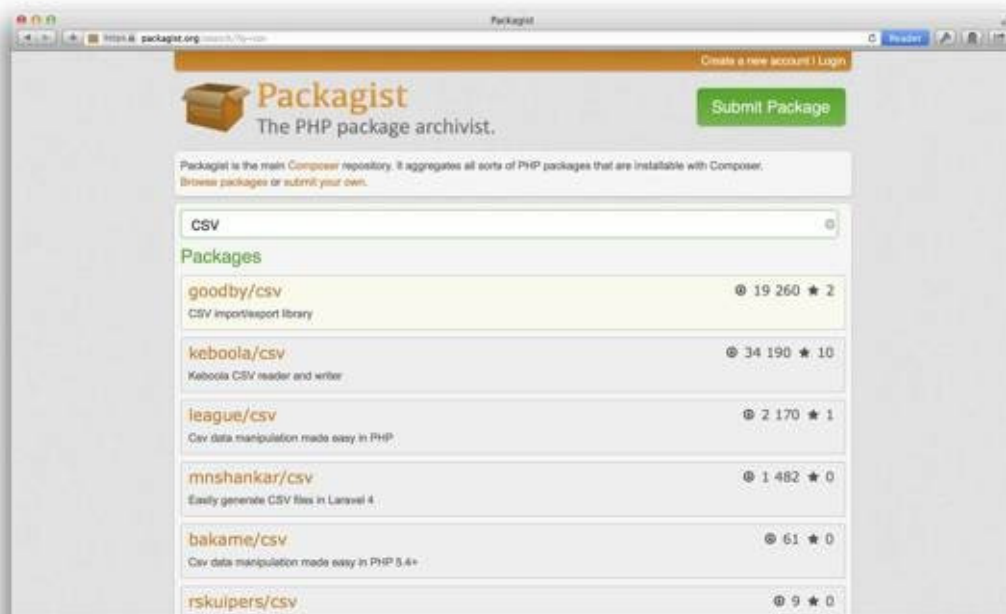 Packagist
packagist.org
Reader
Create a new account | Login
Packagist
The PHP package archivist.
Submit Package
Packagist is the main Composer repository. It aggregates all sorts of PHP packages that are installable with Composer.
Browse packages or submit your own.
CSV
Packages
goodby/csv
19 260 ★ 2
CSV import/export library
keboola/csv
34 190 ★ 10
Keboola CSV reader and writer
league/csv
2 170 ★ 1
Csv data manipulation made easy in PHP
mnshankar/csv
1 482 ★ 0
Easily generate CSV files in Laravel 4
bakame/csv
61 ★ 0
Csv data manipulation made easy in PHP 5.4+
rskuipers/csv
9 ★ 0